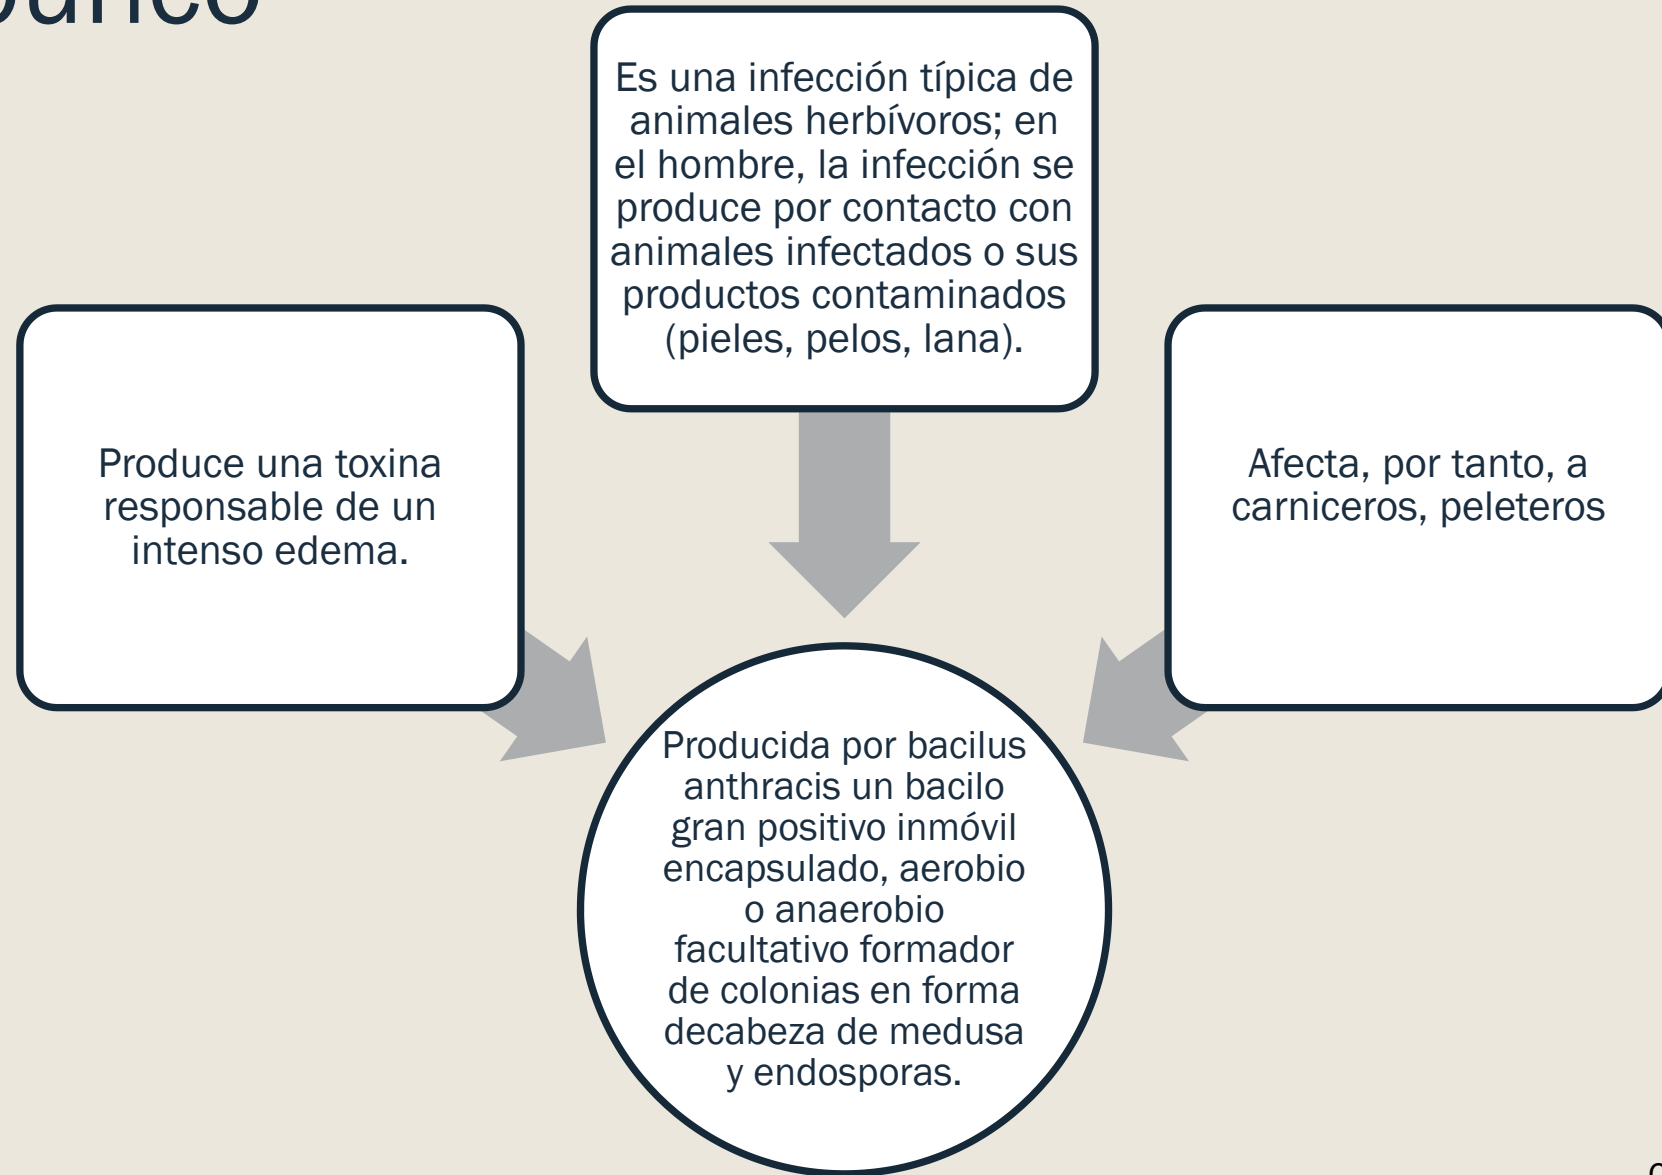 Es una infección típica de
animales herbívoros; en
el hombre, la infección se
produce por contacto con
animales infectados o sus
productos contaminados
(pieles, pelos, lana).
Produce una toxina
responsable de un
intenso edema.
Afecta, por tanto, a
carniceros, peleteros
Producida por bacilus
anthracis un bacilo
gran positivo inmóvil
encapsulado, aerobio
o anaerobio
facultativo formador
de colonias en forma
decabeza de medusa
y endosporas.